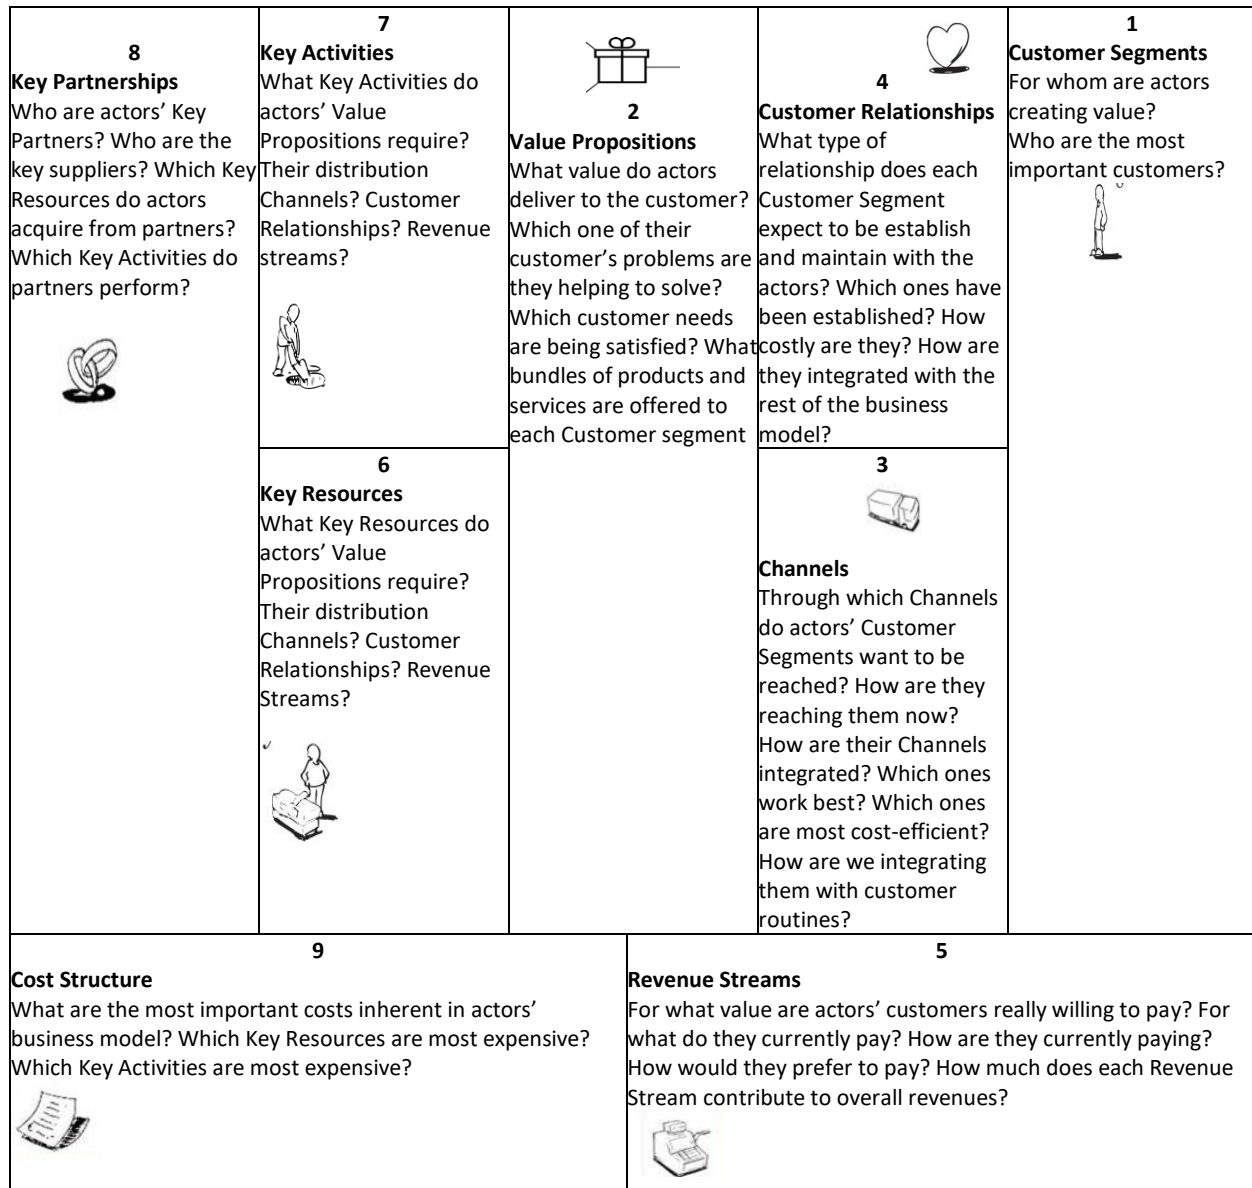 8
Key Partnerships
Who are actors’ Key
Partners? Who are the
key suppliers? Which Key
Resources do actors
acquire from partners?
Which Key Activities do
partners perform?
7
Key Activities
What Key Activities do
actors’ Value
Propositions require?
Their distribution
Channels? Customer
Relationships? Revenue
streams?
6
Key Resources
What Key Resources do
actors’ Value
Propositions require?
Their distribution
Channels? Customer
Relationships? Revenue
Streams?
2
Value Propositions
What value do actors
deliver to the customer?
Which one of their
customer’s problems are
they helping to solve?
Which customer needs
are being satisfied? What
bundles of products and
services are offered to
each Customer segment
4
Customer Relationships
What type of
relationship does each
Customer Segment
expect to be establish
and maintain with the
actors? Which ones have
been established? How
costly are they? How are
they integrated with the
rest of the business
model?
3
Channels
Through which Channels
do actors’ Customer
Segments want to be
reached? How are they
reaching them now?
How are their Channels
integrated? Which ones
work best? Which ones
are most cost-efficient?
How are we integrating
them with customer
routines?
1
Customer Segments
For whom are actors
creating value?
Who are the most
important customers?
9
Cost Structure
What are the most important costs inherent in actors’
business model? Which Key Resources are most expensive?
Which Key Activities are most expensive?
5
Revenue Streams
For what value are actors’ customers really willing to pay? For
what do they currently pay? How are they currently paying?
How would they prefer to pay? How much does each Revenue
Stream contribute to overall revenues?